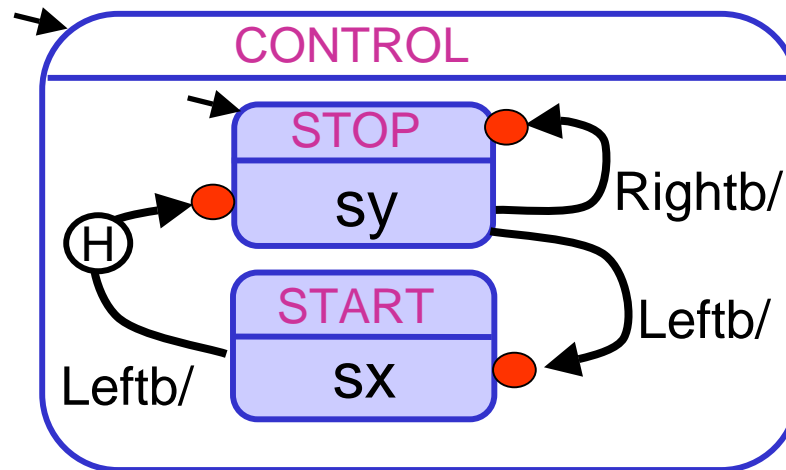 CONTROL
STOP
sy
Rightb/
H
START
sx
Leftb/
Leftb/